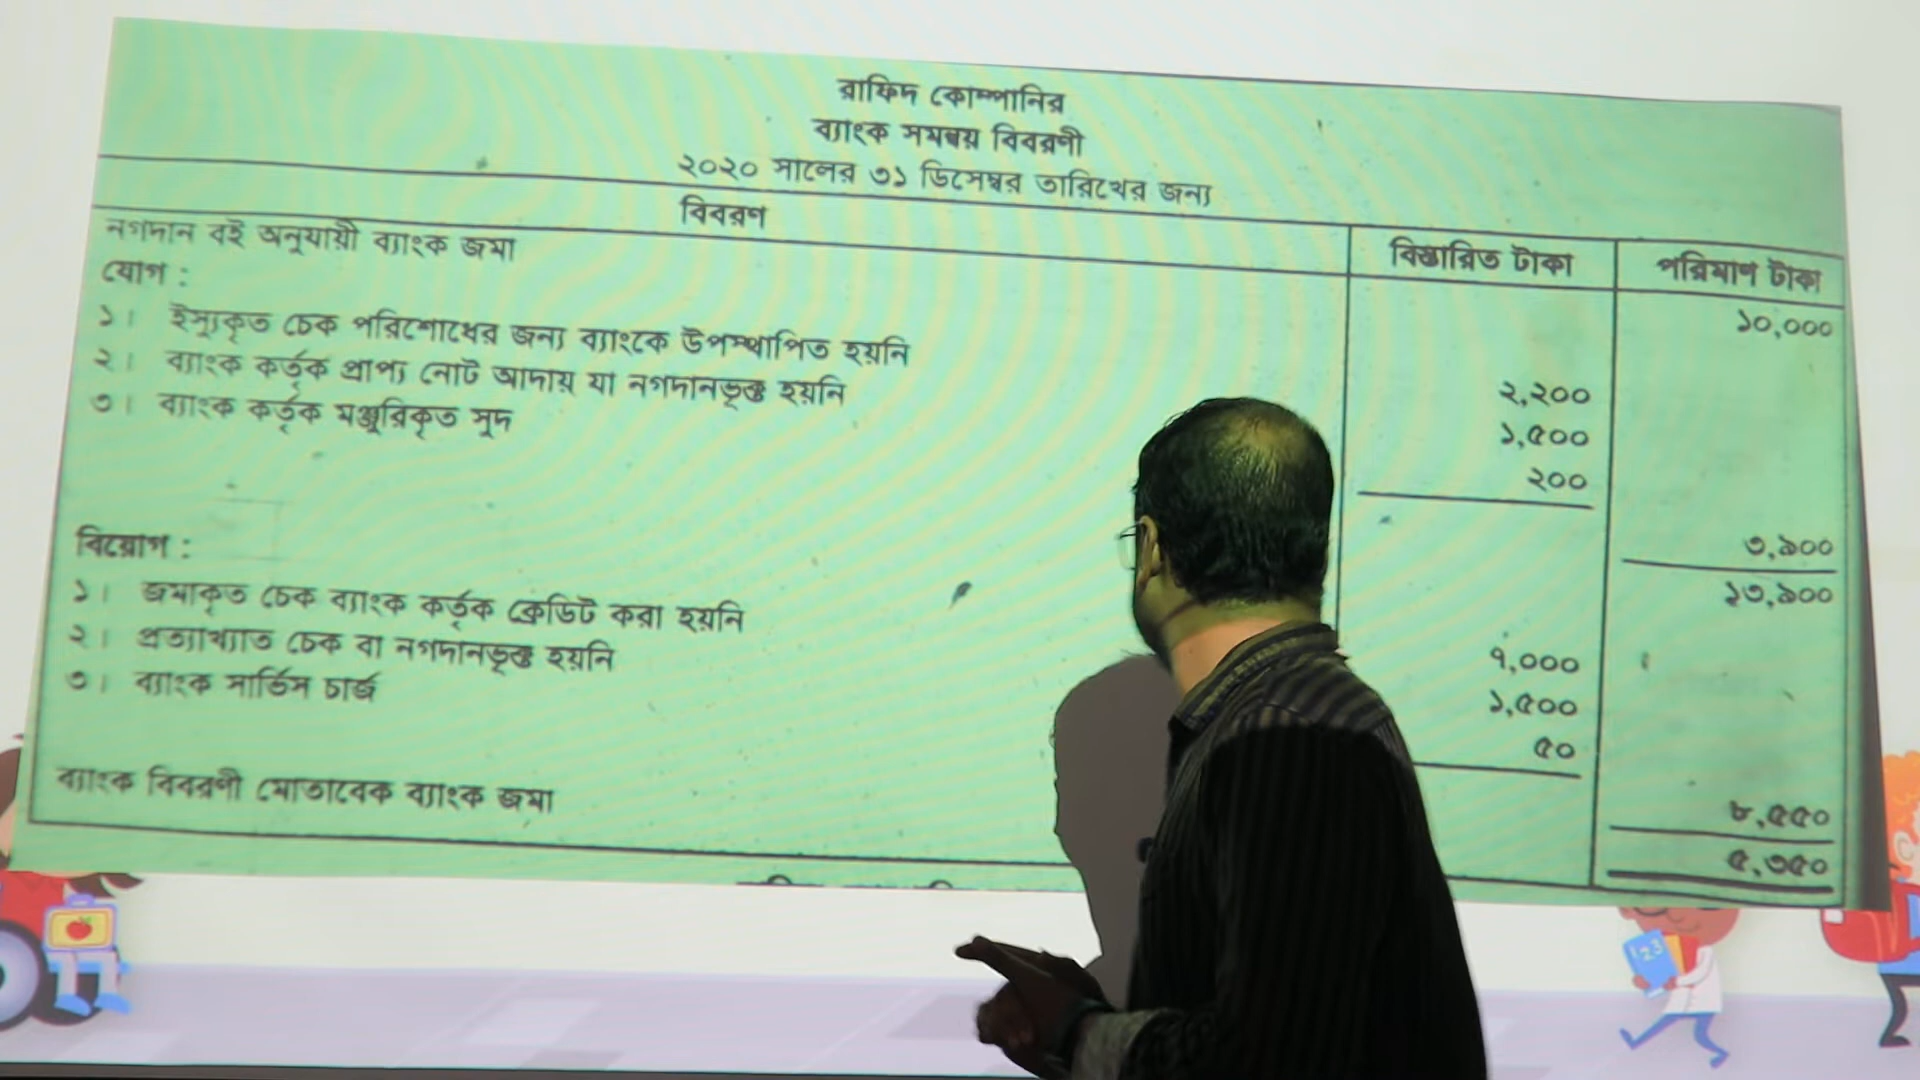 রাফিদ কোম্পানির
ব্যাংক সমন্বয় বিবরণী
২০২০ সালের ৩১ ডিসেম্বর তারিখের জন্য
বিবরণ বিস্তারিত টাকা পরিমাণ টাকা
নগদান বই অনুযায়ী ব্যাংক জমা ১০,০০০
যোগ :
১। ইস্যুকৃত চেক পরিশোধের জন্য ব্যাংকে উপস্থাপিত হয়নি ২,২০০
২। ব্যাংক কর্তৃক প্রাপ্য নোট আদায় যা নগদানভূক্ত হয়নি ১,৫০০
৩। ব্যাংক কর্তৃক মঞ্জুরিকৃত সুদ ২০০
৩,৯০০
১৩,৯০০
বিয়োগ :
১। জমাকৃত চেক ব্যাংক কর্তৃক ক্রেডিট করা হয়নি ৭,০০০
২। প্রত্যাখ্যাত চেক বা নগদানভূক্ত হয়নি ১,৫০০
৩। ব্যাংক সার্ভিস চার্জ ৫০
৮,৫৫০
ব্যাংক বিবরণী মোতাবেক ব্যাংক জমা ৫,৩৫০
123